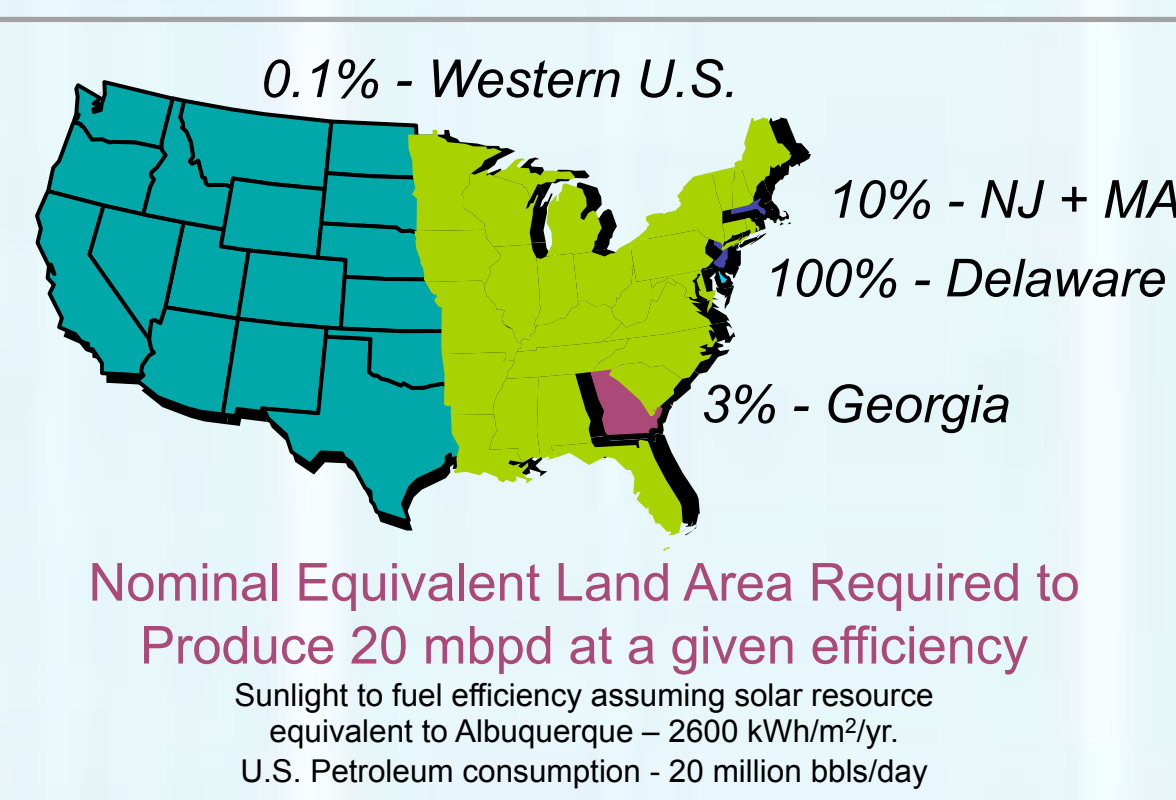 0.1% - Western U.S.
10% - NJ + MA
100% - Delaware
3% - Georgia
Nominal Equivalent Land Area Required to
Produce 20 mbpd at a given efficiency
Sunlight to fuel efficiency assuming solar resource
equivalent to Albuquerque – 2600 kWh/m²/yr.
U.S. Petroleum consumption - 20 million bbls/day